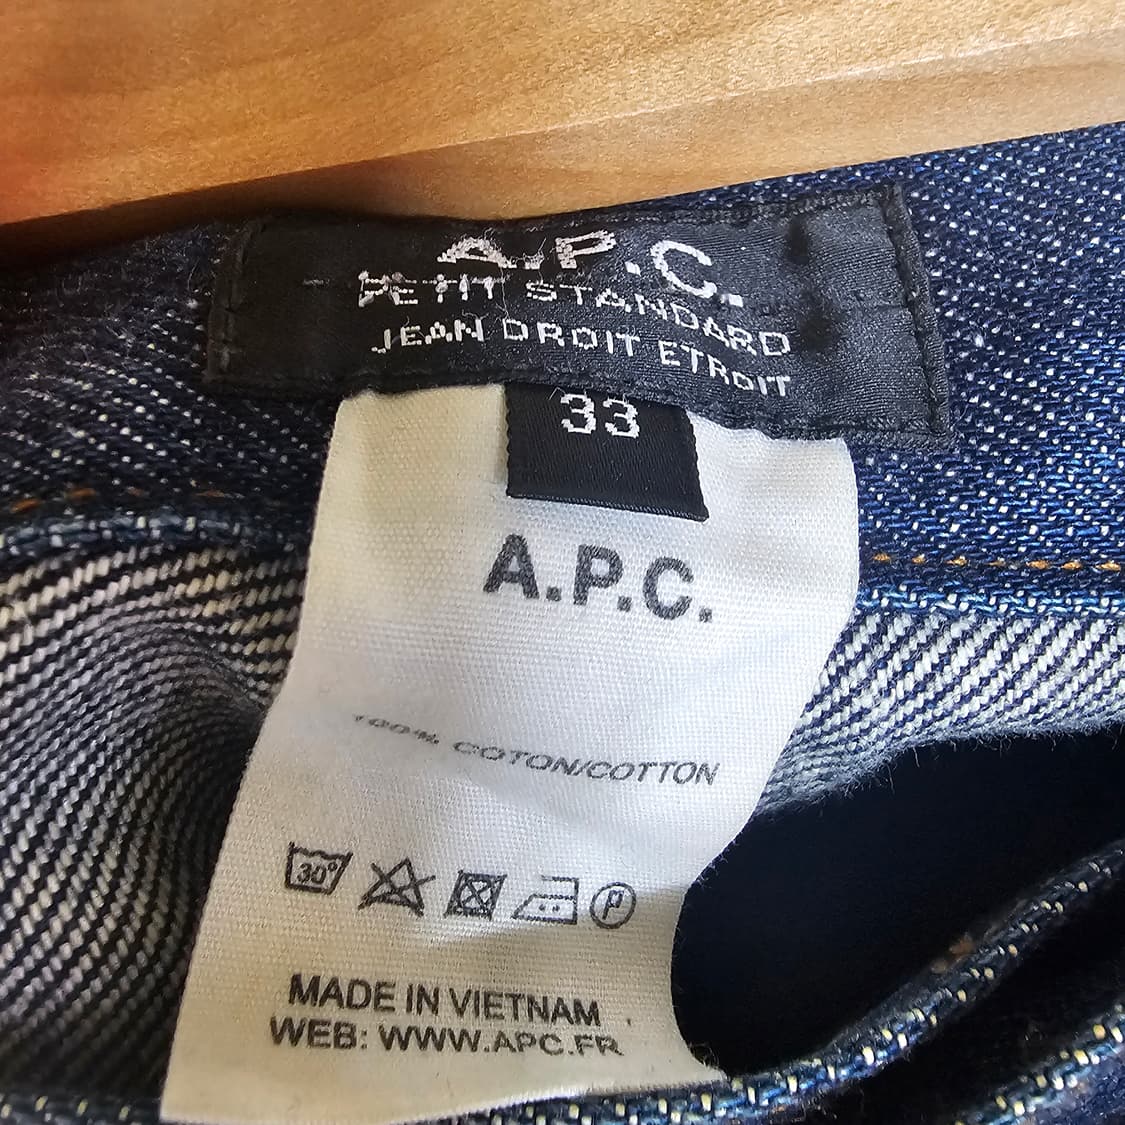 A.P.C.
PETIT STANDARD
JEAN DROIT ETROIT
33
A.P.C.
100% COTON/COTTON
30°
P
MADE IN VIETNAM
WEB: WWW.APC.FR